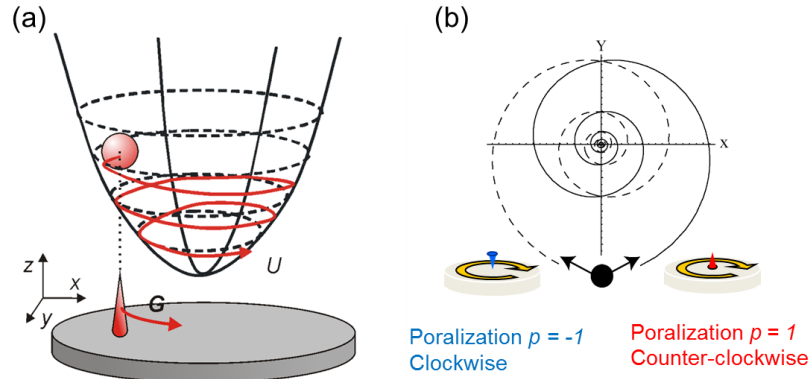 (a)
U
z
x
y
G
(b)
Y
X
Poralization p = -1
Clockwise
Poralization p = 1
Counter-clockwise